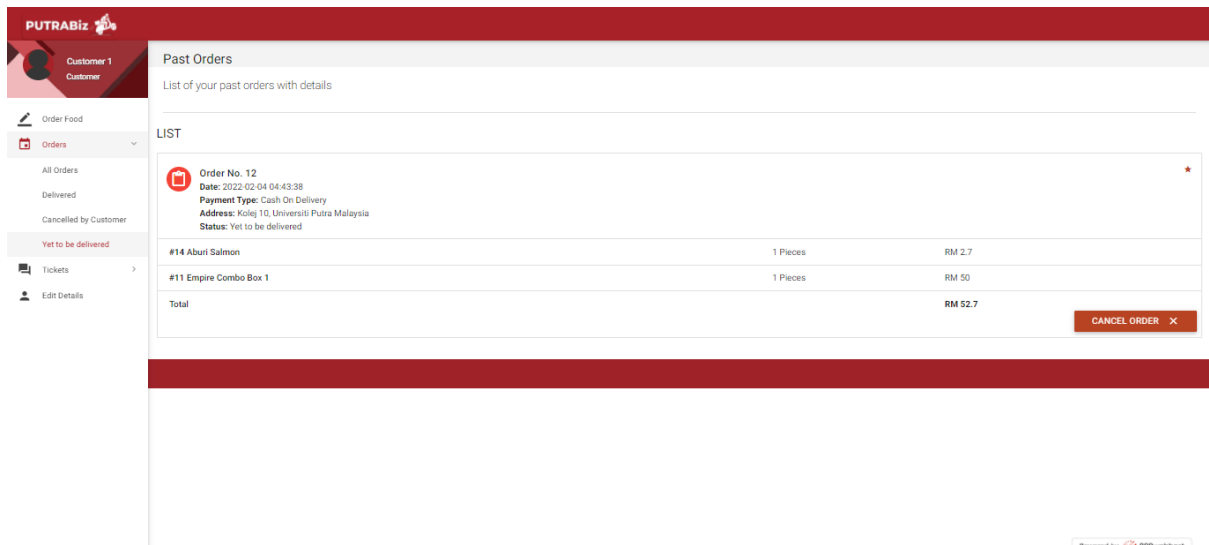 PUTRABiz
Customer 1
Customer
Order Food
Orders
All Orders
Delivered
Cancelled by Customer
Yet to be delivered
Tickets
Edit Details
Past Orders
List of your past orders with details
LIST
Order No. 12
Date: 2022-02-04 04:43:38
Payment Type: Cash On Delivery
Address: Kolej 10, Universiti Putra Malaysia
Status: Yet to be delivered
#14 Aburi Salmon 1 Pieces RM 2.7
#11 Empire Combo Box 1 1 Pieces RM 50
Total RM 52.7
CANCEL ORDER